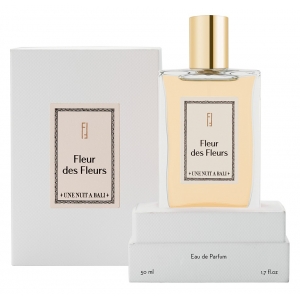 Fleur
des Fleurs
UNE NUIT A BALI
Fleur
des Fleurs
UNE NUIT A BALI
Eau de Parfum
50 ml
1.7 fl.oz